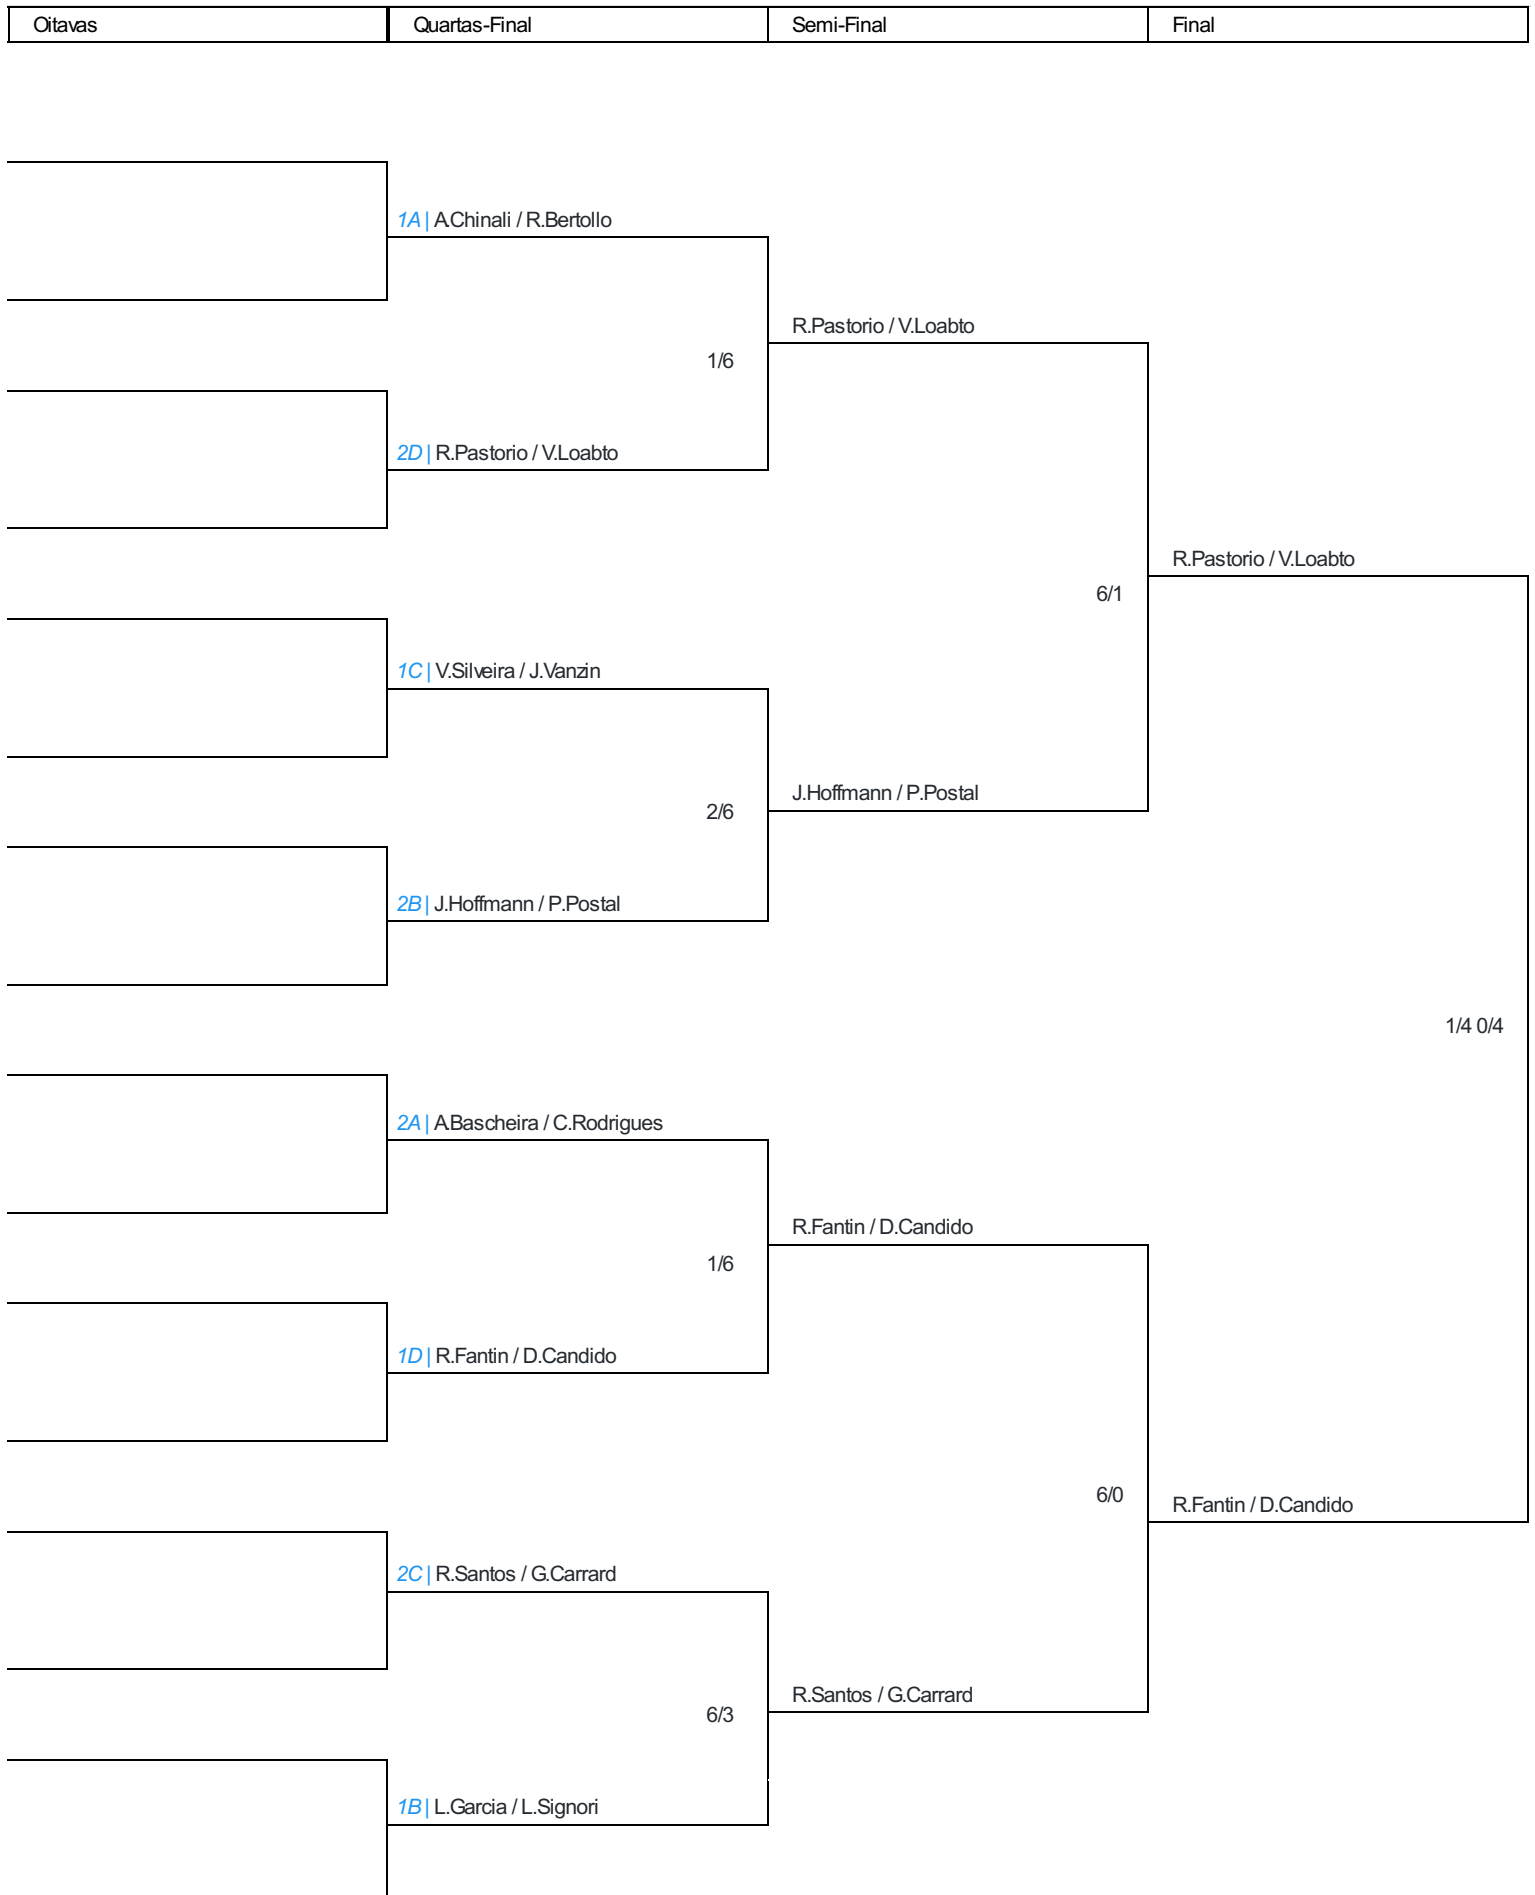 Oitavas Quartas-Final Semi-Final Final
1A | A.Chinali / R.Bertollo
R.Pastorio / V.Loabto
1/6
2D | R.Pastorio / V.Loabto
R.Pastorio / V.Loabto
6/1
1C | V.Silveira / J.Vanzin
J.Hoffmann / P.Postal
2/6
2B | J.Hoffmann / P.Postal
1/4 0/4
2A | A.Bascheira / C.Rodrigues
R.Fantin / D.Candido
1/6
1D | R.Fantin / D.Candido
6/0
R.Fantin / D.Candido
2C | R.Santos / G.Carrard
R.Santos / G.Carrard
6/3
1B | L.Garcia / L.Signori